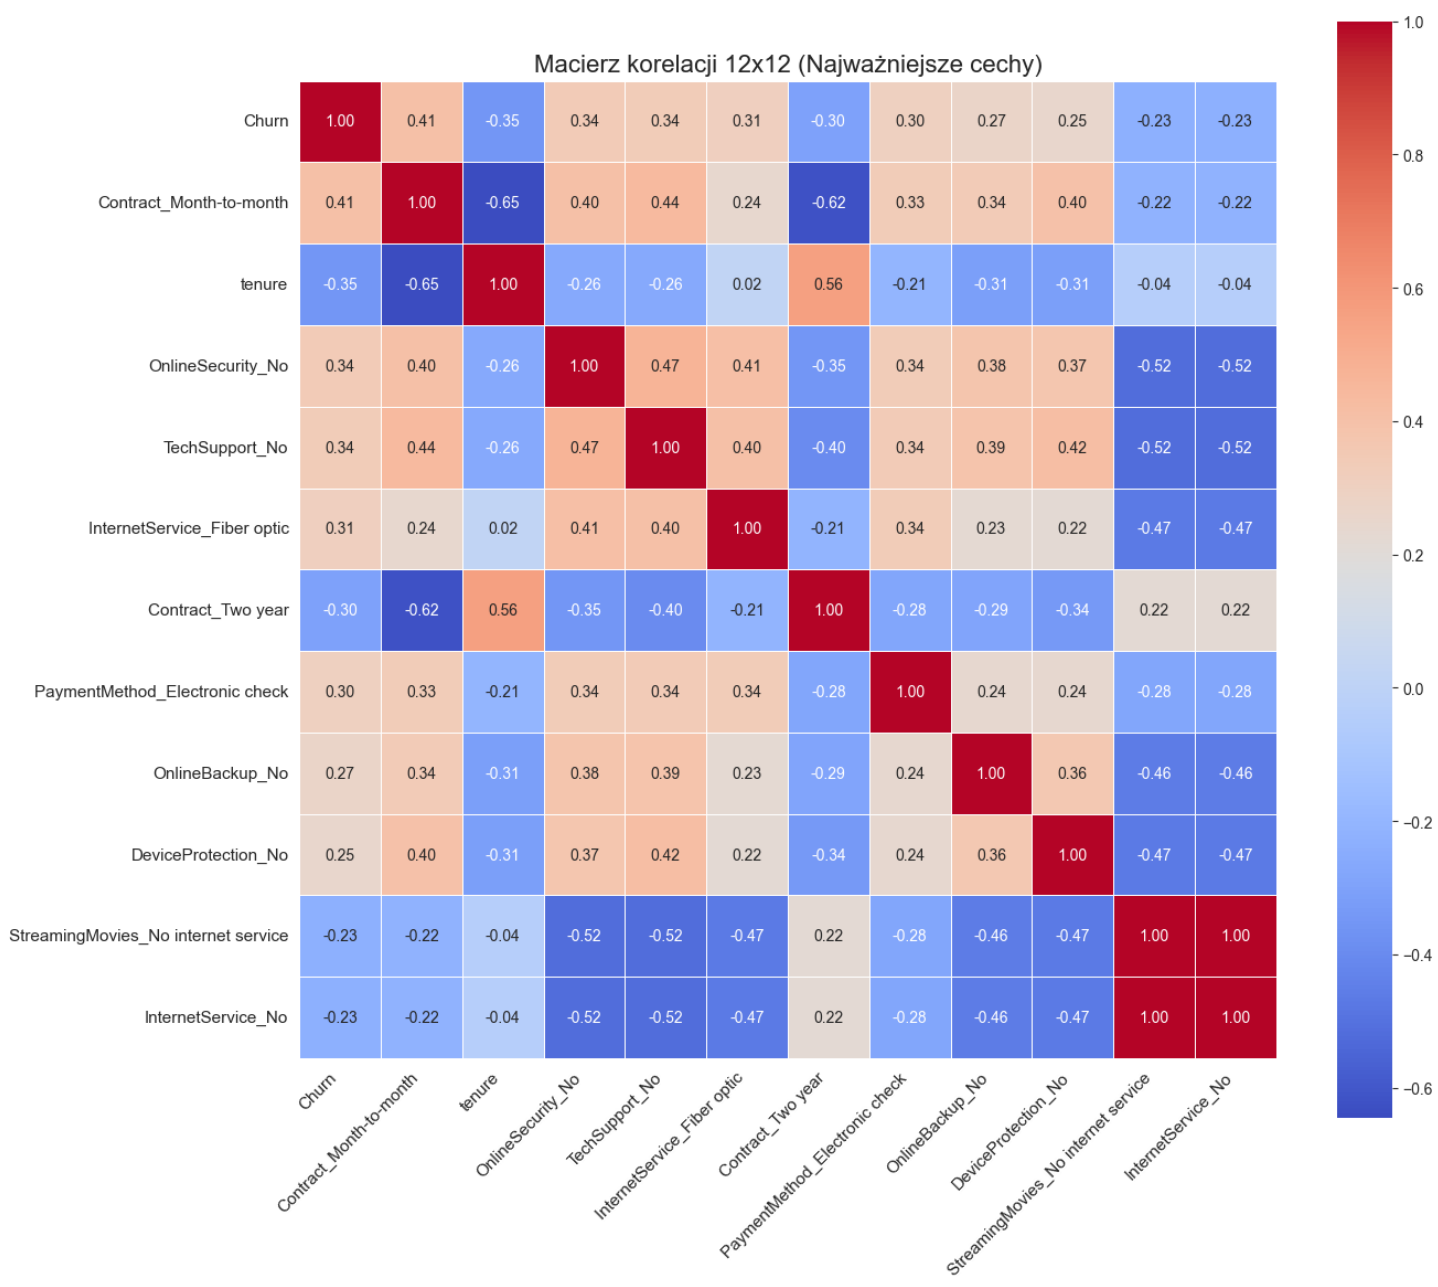 Macierz korelacji 12x12 (Najważniejsze cechy)
Churn 1.00 0.41 -0.35 0.34 0.34 0.31 -0.30 0.30 0.27 0.25 -0.23 -0.23
Contract_Month-to-month 0.41 1.00 -0.65 0.40 0.44 0.24 -0.62 0.33 0.34 0.40 -0.22 -0.22
tenure -0.35 -0.65 1.00 -0.26 -0.26 0.02 0.56 -0.21 -0.31 -0.31 -0.04 -0.04
OnlineSecurity_No 0.34 0.40 -0.26 1.00 0.47 0.41 -0.35 0.34 0.38 0.37 -0.52 -0.52
TechSupport_No 0.34 0.44 -0.26 0.47 1.00 0.40 -0.40 0.34 0.39 0.42 -0.52 -0.52
InternetService_Fiber optic 0.31 0.24 0.02 0.41 0.40 1.00 -0.21 0.34 0.23 0.22 -0.47 -0.47
Contract_Two year -0.30 -0.62 0.56 -0.35 -0.40 -0.21 1.00 -0.28 -0.29 -0.34 0.22 0.22
PaymentMethod_Electronic check 0.30 0.33 -0.21 0.34 0.34 0.34 -0.28 1.00 0.24 0.24 -0.28 -0.28
OnlineBackup_No 0.27 0.34 -0.31 0.38 0.39 0.23 -0.29 0.24 1.00 0.36 -0.46 -0.46
DeviceProtection_No 0.25 0.40 -0.31 0.37 0.42 0.22 -0.34 0.24 0.36 1.00 -0.47 -0.47
StreamingMovies_No internet service -0.23 -0.22 -0.04 -0.52 -0.52 -0.47 0.22 -0.28 -0.46 -0.47 1.00 1.00
InternetService_No -0.23 -0.22 -0.04 -0.52 -0.52 -0.47 0.22 -0.28 -0.46 -0.47 1.00 1.00
Churn
Contract_Month-to-month
tenure
OnlineSecurity_No
TechSupport_No
InternetService_Fiber optic
Contract_Two year
PaymentMethod_Electronic check
OnlineBackup_No
DeviceProtection_No
StreamingMovies_No internet service
InternetService_No
1.0
0.8
0.6
0.4
0.2
0.0
−0.2
−0.4
−0.6